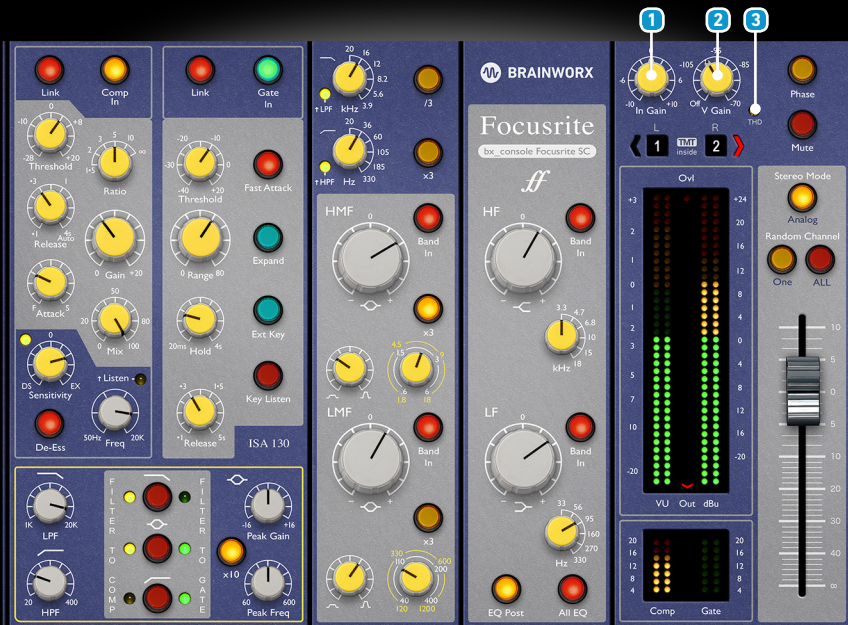 1 2 3
Link
Comp
In
Link
Gate
In
-10 0 +8
-28 +20
Threshold
3 5 10
2
1•5 ∞
Ratio
+3 1
•1 4s
Auto
Release
0 +20
Gain
F S
Attack
50
20 80
0 100
Mix
-20 -10
-30 0
-40 +20
Threshold
Fast Attack
0 80
Range
Expand
20ms 4s
Hold
Ext Key
Key Listen
+3 1•5
•1 5s
Release
ISA 130
0
DS EX
Sensitivity
↑ Listen
De-Ess
50Hz 20K
Freq
1K 20K
LPF
20 400
HPF
FILTER TO COMP
FILTER TO GATE
x10
-16 +16
Peak Gain
60 600
Peak Freq
20 16
12
8.2
5.6
3.9
↑LPF kHz
/3
20 36
60
105
185
330
↑HPF Hz
x3
HMF
0
- +
Band
In
x3
4.5 9
1.5 3
.6 6
1.8 18
LMF
0
- +
Band
In
x3
330 600
110 200
40 400
120 1200
BRAINWORX
Focusrite
bx_console Focusrite SC
ff
HF
0
- +
Band
In
3.3 4.7
6.8
10
15
18
kHz
LF
0
- +
Band
In
33 56
95
160
270
330
Hz
EQ Post
All EQ
0
-6 +6
-10 +10
In Gain
-95
-105 -85
Off -70
V Gain
THD
L R
1 TMT inside 2
Phase
Mute
Ovl
+3 +24
2 20
1 16
0 12
1 8
2 4
3 0
5 4
7 8
10 12
-20 -20
VU Out dBu
20 20
16 16
12 12
8 8
4 4
Comp Gate
Stereo Mode
Analog
Random Channel
One ALL
10
5
0
5
10
20
30
40
∞